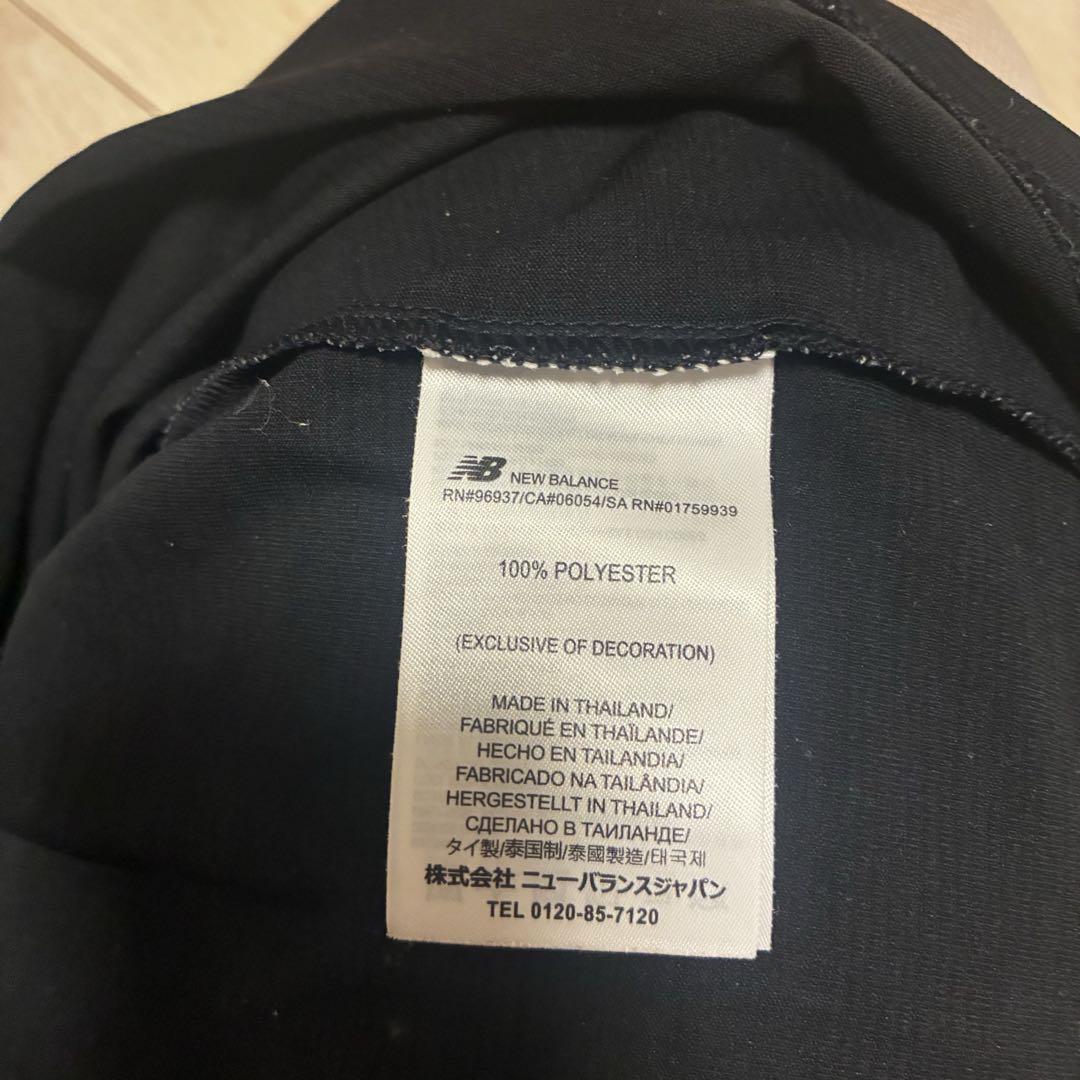 NB NEW BALANCE
RN#96937/CA#06054/SA RN#01759939
100% POLYESTER
(EXCLUSIVE OF DECORATION)
MADE IN THAILAND/
FABRIQUÉ EN THAÏLANDE/
HECHO EN TAILANDIA/
FABRICADO NA TAILÂNDIA/
HERGESTELLT IN THAILAND/
СДЕЛАНО В ТАИЛАНДЕ/
タイ製/泰国制/泰國製造/태국제
株式会社 ニューバランスジャパン
TEL 0120-85-7120